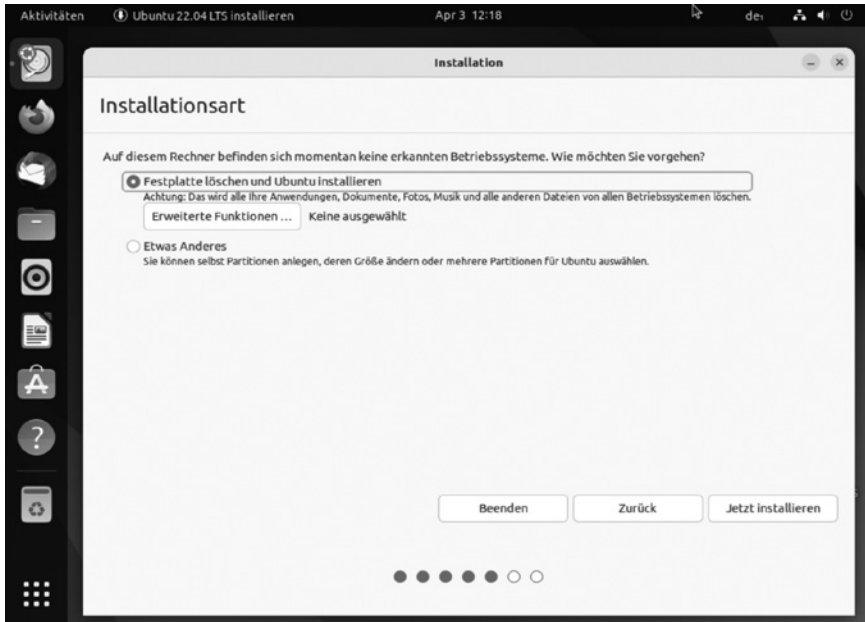 Aktivitäten
Ubuntu 22.04 LTS installieren
Apr 3 12:18
Installation
Installationsart
Auf diesem Rechner befinden sich momentan keine erkannten Betriebssysteme. Wie möchten Sie vorgehen?
Festplatte löschen und Ubuntu installieren
Achtung: Das wird alle Ihre Anwendungen, Dokumente, Fotos, Musik und alle anderen Dateien von allen Betriebssystemen löschen.
Erweiterte Funktionen ...
Keine ausgewählt
Etwas Anderes
Sie können selbst Partitionen anlegen, deren Größe ändern oder mehrere Partitionen für Ubuntu auswählen.
Beenden
Zurück
Jetzt installieren